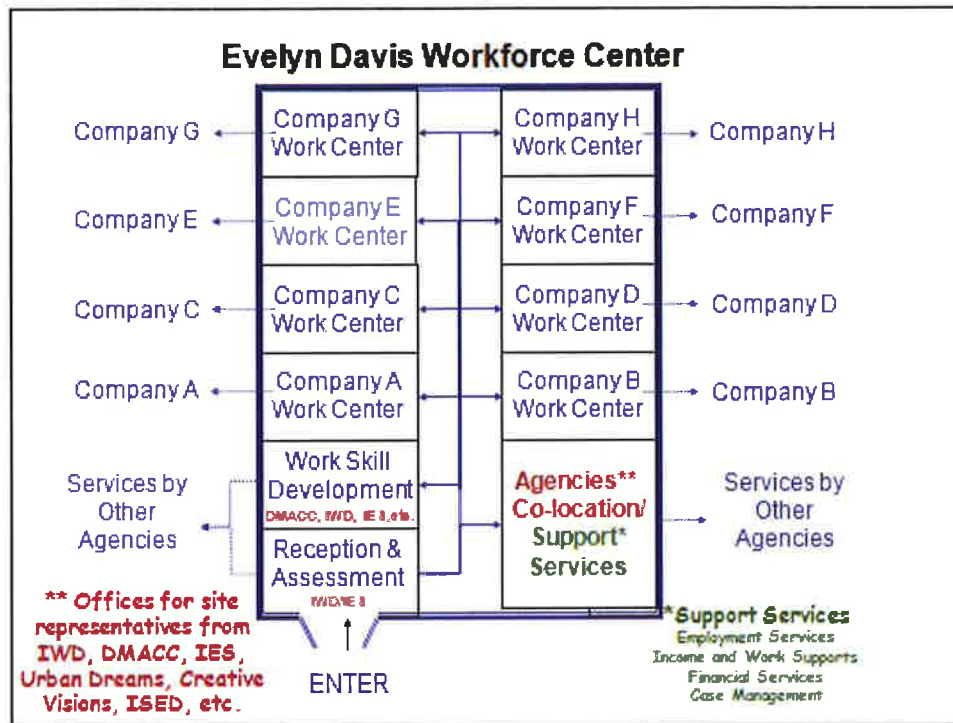 Evelyn Davis Workforce Center
Company G
Company G
Work Center
Company H
Work Center
Company H
Company E
Company E
Work Center
Company F
Work Center
Company F
Company C
Company C
Work Center
Company D
Work Center
Company D
Company A
Company A
Work Center
Company B
Work Center
Company B
Services by
Other
Agencies
Work Skill
Development
DMACC, IWD, IES, etc.
Reception &
Assessment
IWD/IES
Agencies**
Co-location/
Support*
Services
Services by
Other
Agencies
** Offices for site
representatives from
IWD, DMACC, IES,
Urban Dreams, Creative
Visions, ISED, etc.
ENTER
*Support Services
Employment Services
Income and Work Supports
Financial Services
Case Management